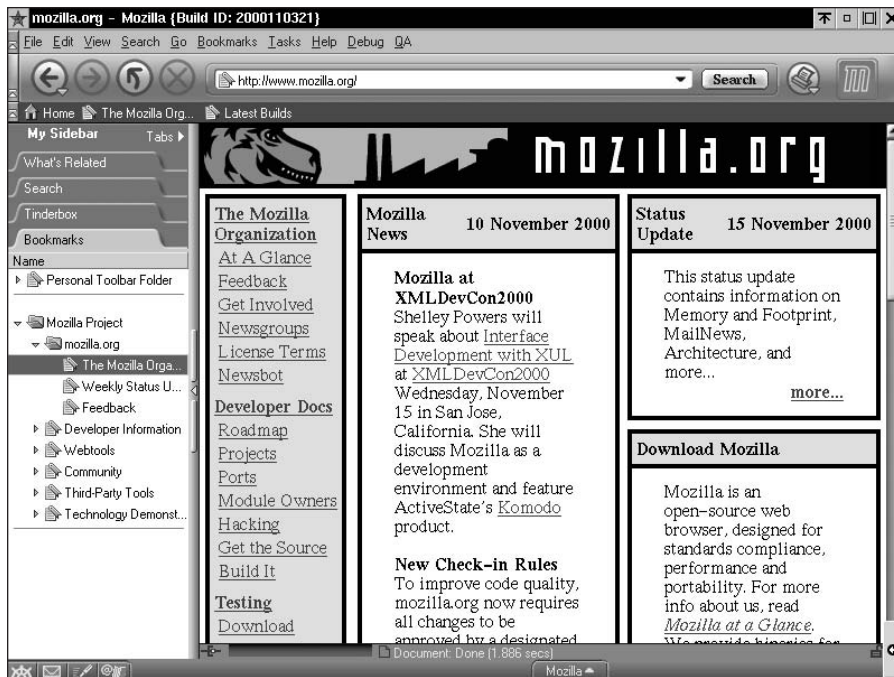 mozilla.org – Mozilla {Build ID: 2000110321}
File Edit View Search Go Bookmarks Tasks Help Debug QA
http://www.mozilla.org/
Search
Home The Mozilla Org... Latest Builds
My Sidebar Tabs
What's Related
Search
Tinderbox
Bookmarks
Name
Personal Toolbar Folder
Mozilla Project
mozilla.org
The Mozilla Orga...
Weekly Status U...
Feedback
Developer Information
Webtools
Community
Third-Party Tools
Technology Demonst...
mozilla.org
The Mozilla
Organization
At A Glance
Feedback
Get Involved
Newsgroups
License Terms
Newsbot
Developer Docs
Roadmap
Projects
Ports
Module Owners
Hacking
Get the Source
Build It
Testing
Download
Mozilla
News
10 November 2000
Mozilla at
XMLDevCon2000
Shelley Powers will
speak about Interface
Development with XUL
at XMLDevCon2000
Wednesday, November
15 in San Jose,
California. She will
discuss Mozilla as a
development
environment and feature
ActiveState's Komodo
product.
New Check–in Rules
To improve code quality,
mozilla.org now requires
all changes to be
approved by a designated
Status
Update
15 November 2000
This status update
contains information on
Memory and Footprint,
MailNews,
Architecture, and
more...
more...
Download Mozilla
Mozilla is an
open–source web
browser, designed for
standards compliance,
performance and
portability. For more
info about us, read
Mozilla at a Glance.
We provide binaries for
Document: Done (1.886 secs)
Mozilla